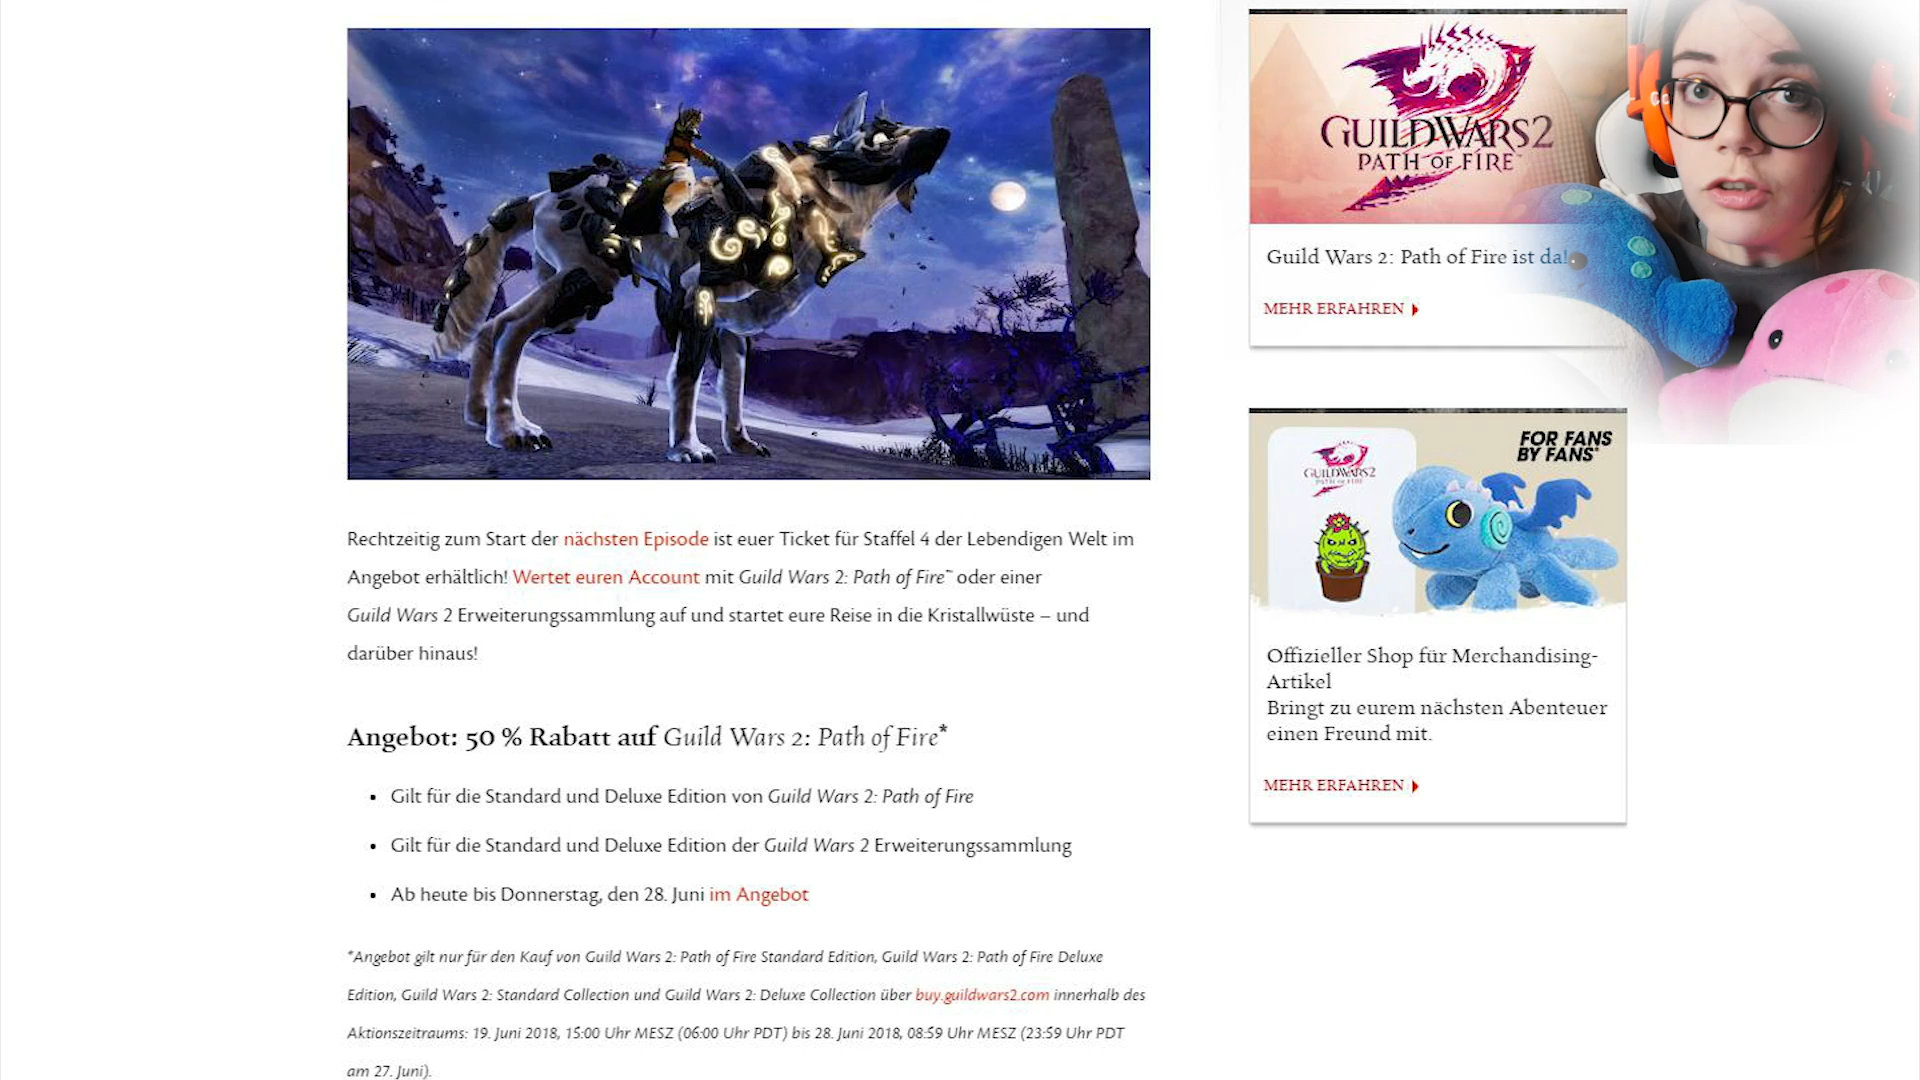 Rechtzeitig zum Start der nächsten Episode ist euer Ticket für Staffel 4 der Lebendigen Welt im
Angebot erhältlich! Wertet euren Account mit Guild Wars 2: Path of Fire™ oder einer
Guild Wars 2 Erweiterungssammlung auf und startet eure Reise in die Kristallwüste – und
darüber hinaus!
Angebot: 50 % Rabatt auf Guild Wars 2: Path of Fire*
• Gilt für die Standard und Deluxe Edition von Guild Wars 2: Path of Fire
• Gilt für die Standard und Deluxe Edition der Guild Wars 2 Erweiterungssammlung
• Ab heute bis Donnerstag, den 28. Juni im Angebot
*Angebot gilt nur für den Kauf von Guild Wars 2: Path of Fire Standard Edition, Guild Wars 2: Path of Fire Deluxe
Edition, Guild Wars 2: Standard Collection und Guild Wars 2: Deluxe Collection über buy.guildwars2.com innerhalb des
Aktionszeitraums: 19. Juni 2018, 15:00 Uhr MESZ (06:00 Uhr PDT) bis 28. Juni 2018, 08:59 Uhr MESZ (23:59 Uhr PDT
am 27. Juni).
GUILD WARS 2
PATH OF FIRE™
Guild Wars 2: Path of Fire ist da!
MEHR ERFAHREN
GUILD WARS 2
PATH OF FIRE
FOR FANS
BY FANS®
Offizieller Shop für Merchandising-
Artikel
Bringt zu eurem nächsten Abenteuer
einen Freund mit.
MEHR ERFAHREN